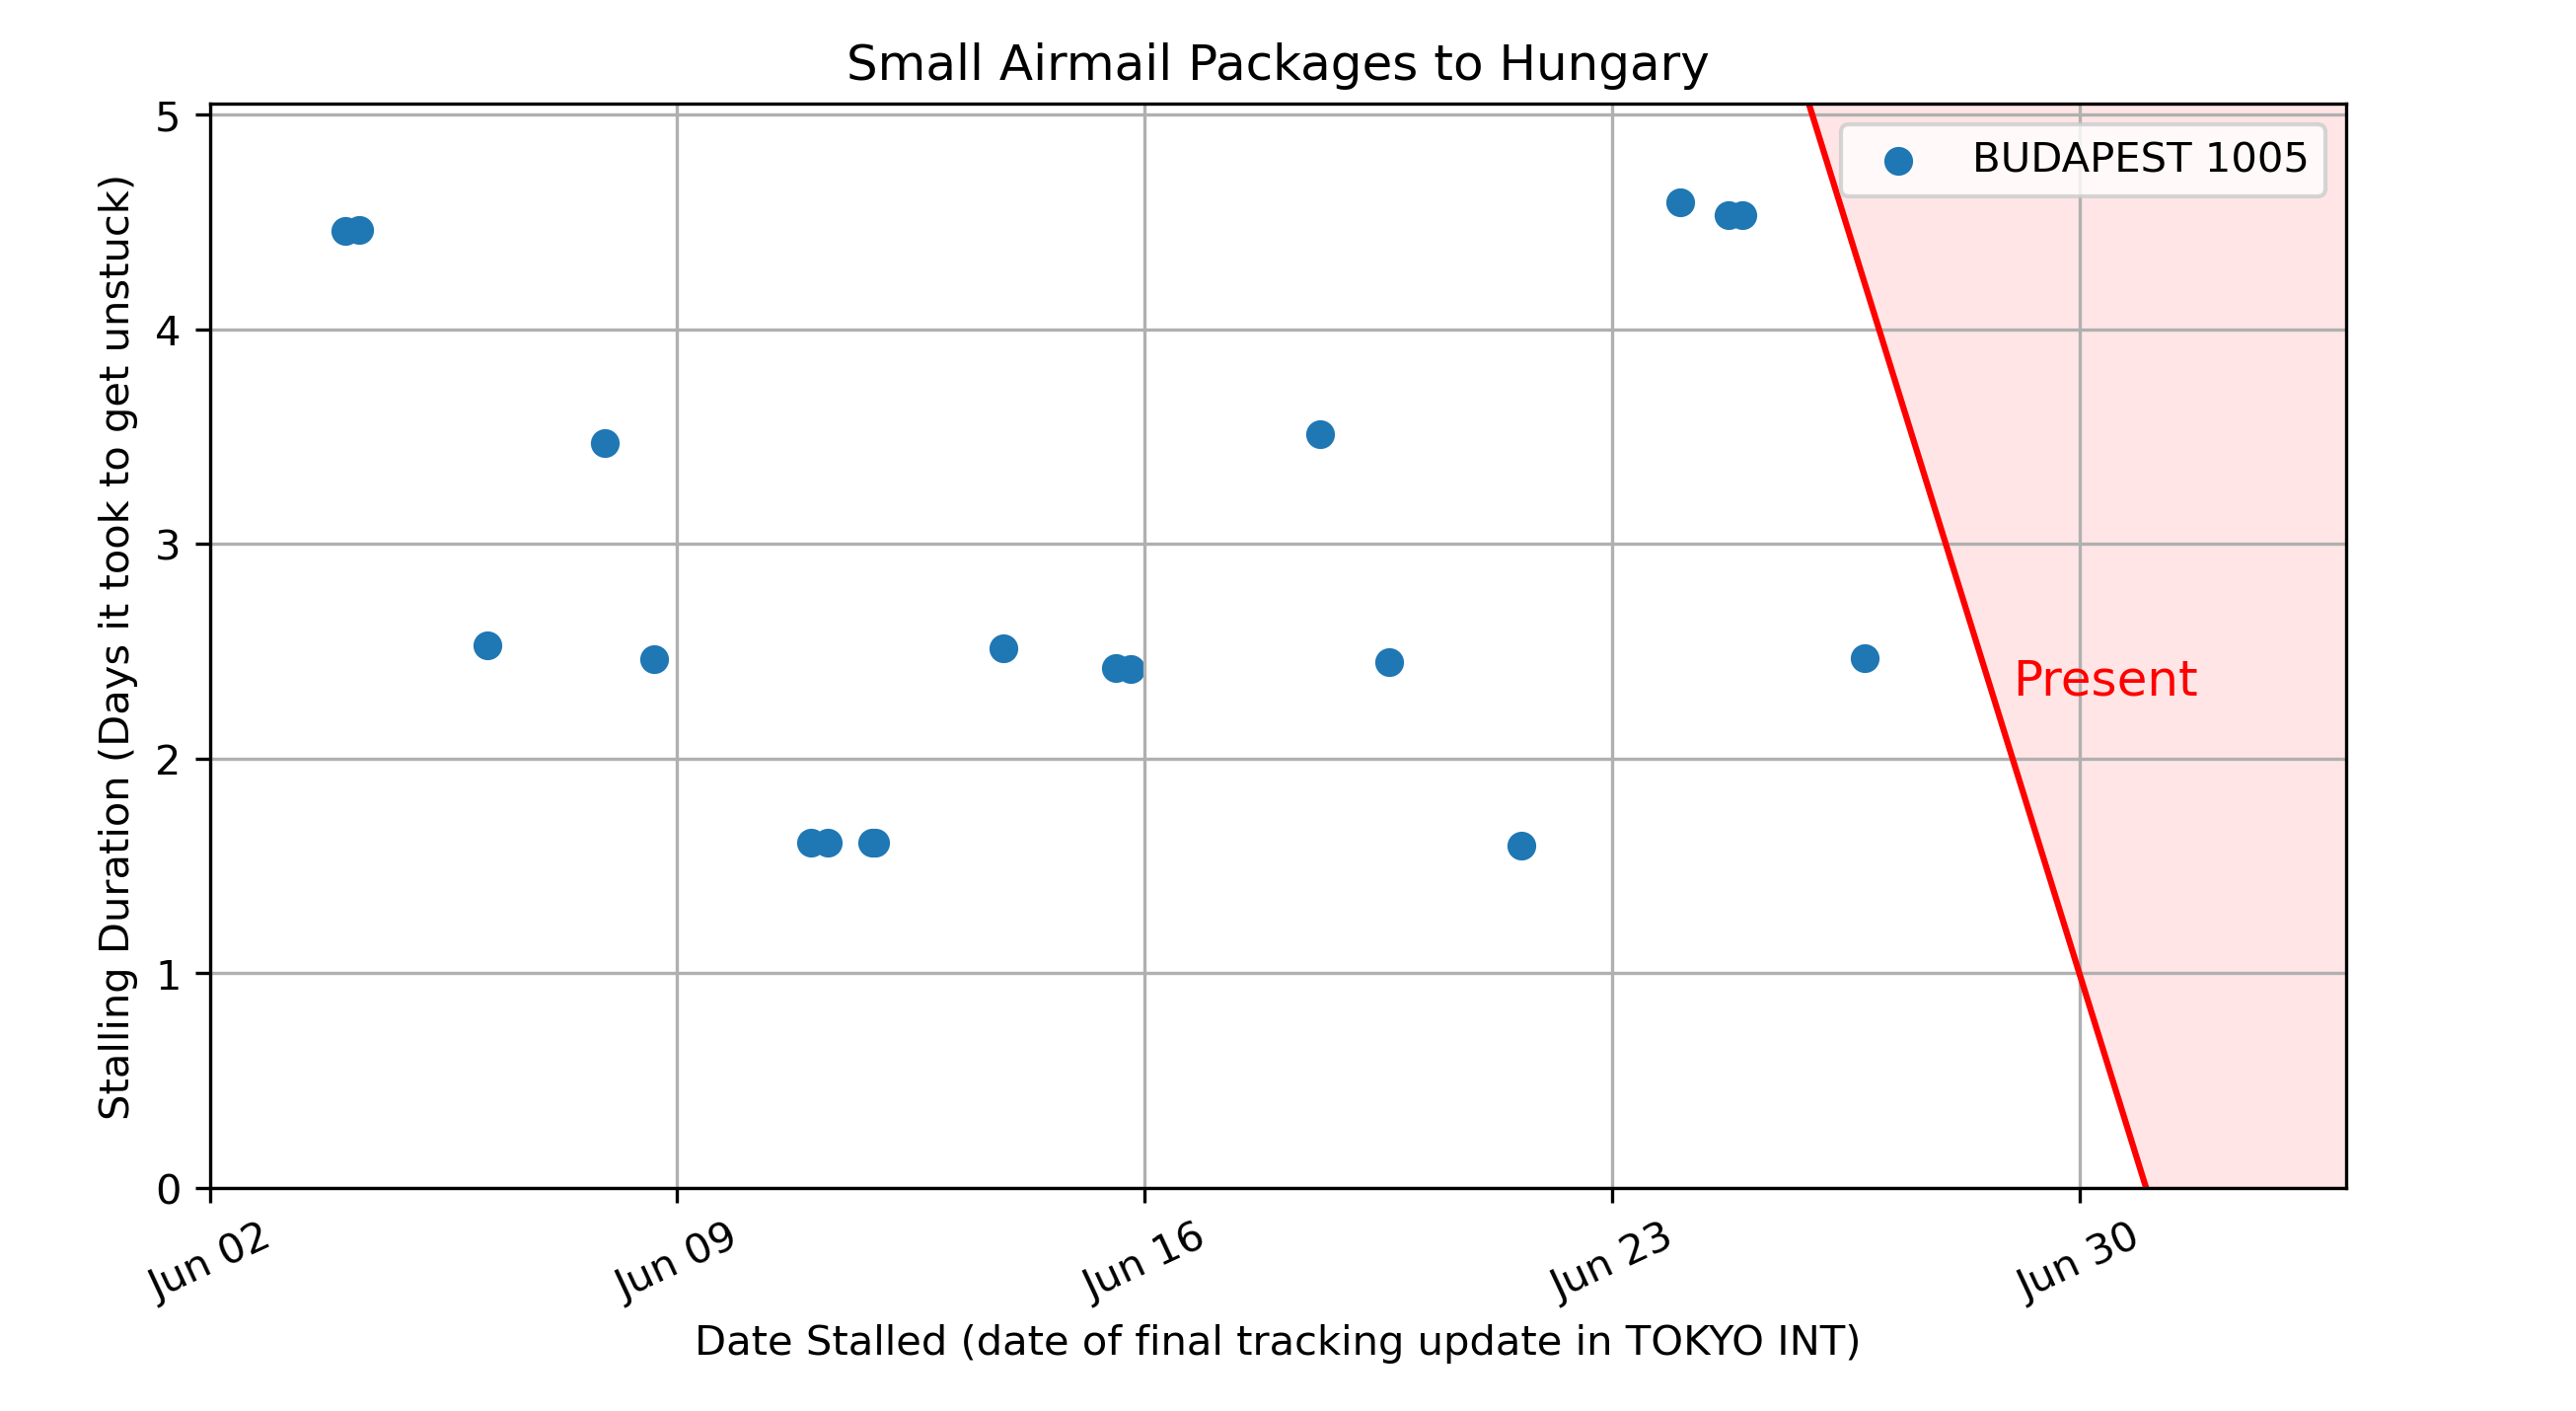 Small Airmail Packages to Hungary
Stalling Duration (Days it took to get unstuck)
5
4
3
2
1
0
BUDAPEST 1005
Present
Jun 02
Jun 09
Jun 16
Jun 23
Jun 30
Date Stalled (date of final tracking update in TOKYO INT)